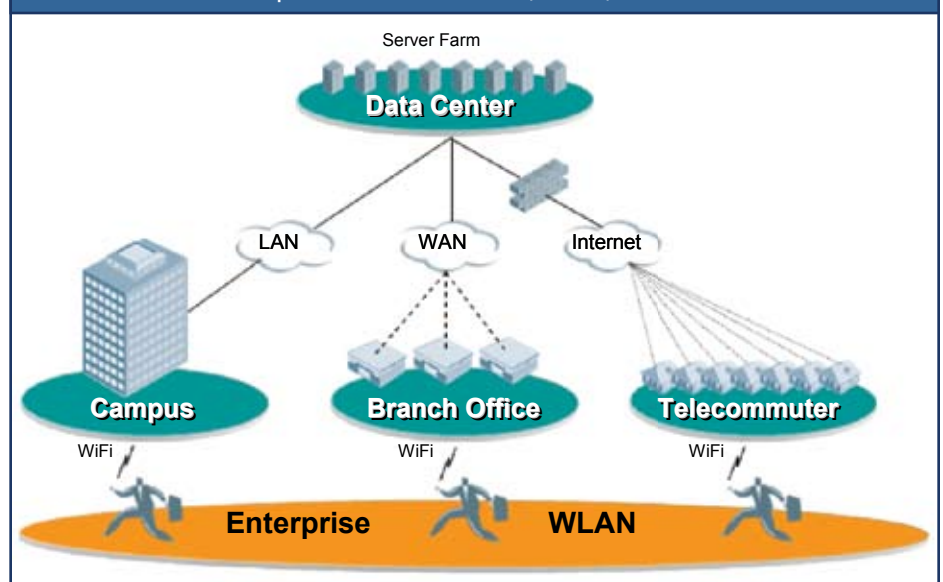 Server Farm
Data Center
LAN
WAN
Internet
Campus
Branch Office
Telecommuter
WiFi
WiFi
WiFi
Enterprise
WLAN